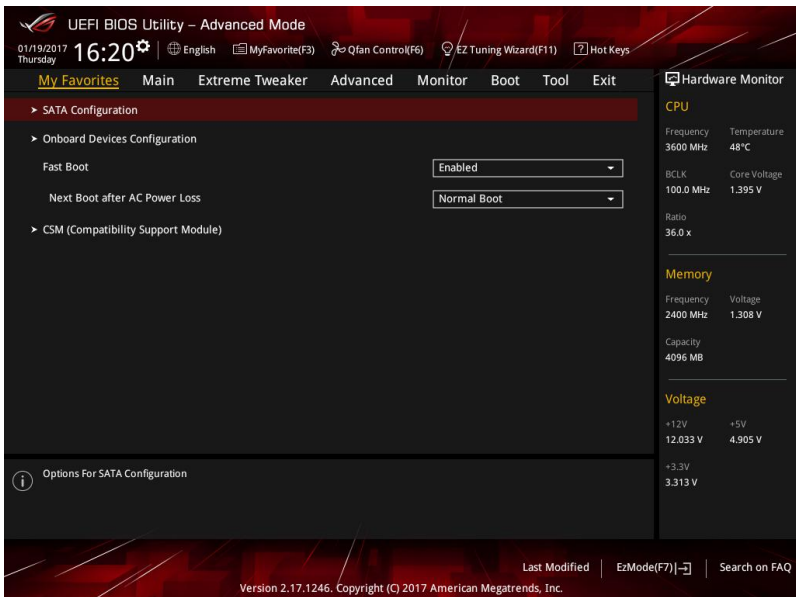 UEFI BIOS Utility – Advanced Mode
01/19/2017
Thursday
16:20
English
MyFavorite(F3)
Qfan Control(F6)
EZ Tuning Wizard(F11)
Hot Keys
My Favorites
Main
Extreme Tweaker
Advanced
Monitor
Boot
Tool
Exit
Hardware Monitor
SATA Configuration
Onboard Devices Configuration
Fast Boot
Enabled
Next Boot after AC Power Loss
Normal Boot
CSM (Compatibility Support Module)
CPU
Frequency Temperature
3600 MHz 48°C
BCLK Core Voltage
100.0 MHz 1.395 V
Ratio
36.0 x
Memory
Frequency Voltage
2400 MHz 1.308 V
Capacity
4096 MB
Voltage
+12V +5V
12.033 V 4.905 V
+3.3V
3.313 V
Options For SATA Configuration
Last Modified
EzMode(F7)
Search on FAQ
Version 2.17.1246. Copyright (C) 2017 American Megatrends, Inc.